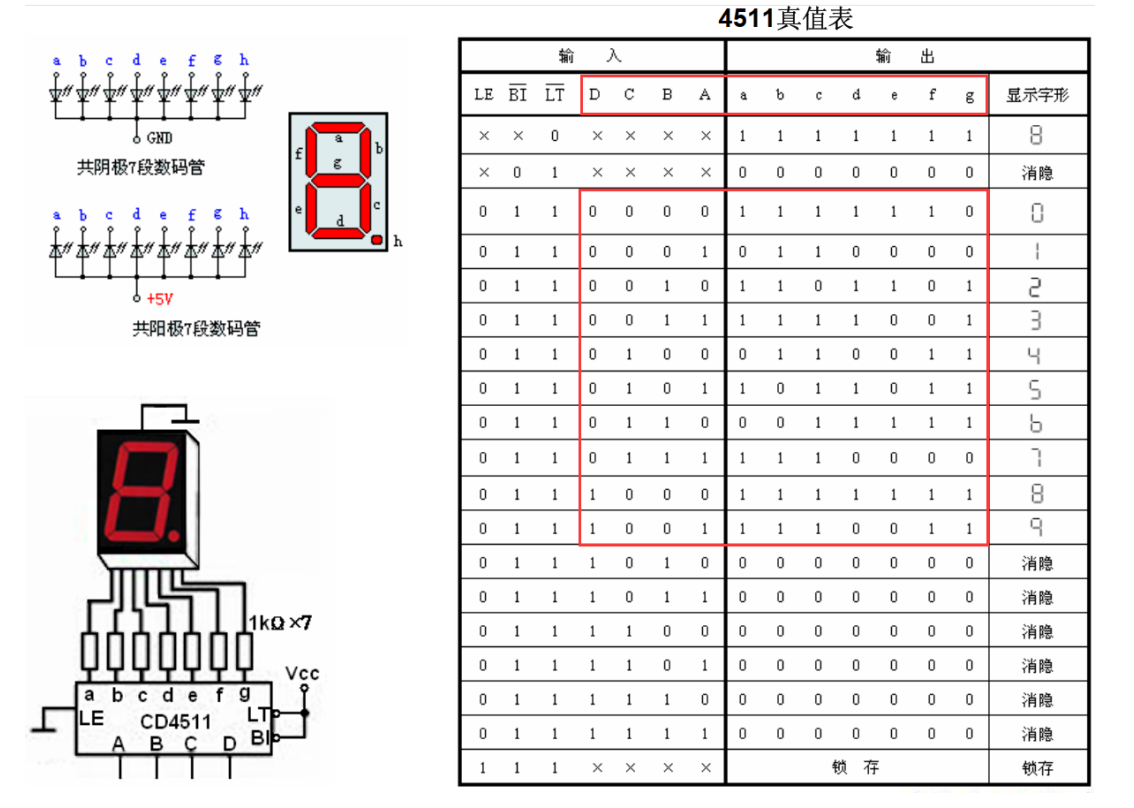 4511真值表
a b c d e f g h
GND
共阴极7段数码管
a b c d e f g h
+5V
共阳极7段数码管
a
b
c
d
e
f
g
h
1kΩ×7
Vcc
a b c d e f g
LE CD4511 LT
BI
A B C D
输 入 输 出
LE BI LT D C B A a b c d e f g 显示字形
× × 0 × × × × 1 1 1 1 1 1 1 8
× 0 1 × × × × 0 0 0 0 0 0 0 消隐
0 1 1 0 0 0 0 1 1 1 1 1 1 0 0
0 1 1 0 0 0 1 0 1 1 0 0 0 0 1
0 1 1 0 0 1 0 1 1 0 1 1 0 1 2
0 1 1 0 0 1 1 1 1 1 1 0 0 1 3
0 1 1 0 1 0 0 0 1 1 0 0 1 1 4
0 1 1 0 1 0 1 1 0 1 1 0 1 1 5
0 1 1 0 1 1 0 0 0 1 1 1 1 1 6
0 1 1 0 1 1 1 1 1 1 0 0 0 0 7
0 1 1 1 0 0 0 1 1 1 1 1 1 1 8
0 1 1 1 0 0 1 1 1 1 0 0 1 1 9
0 1 1 1 0 1 0 0 0 0 0 0 0 0 消隐
0 1 1 1 0 1 1 0 0 0 0 0 0 0 消隐
0 1 1 1 1 0 0 0 0 0 0 0 0 0 消隐
0 1 1 1 1 0 1 0 0 0 0 0 0 0 消隐
0 1 1 1 1 1 0 0 0 0 0 0 0 0 消隐
0 1 1 1 1 1 1 0 0 0 0 0 0 0 消隐
1 1 1 × × × × 锁 存 锁存